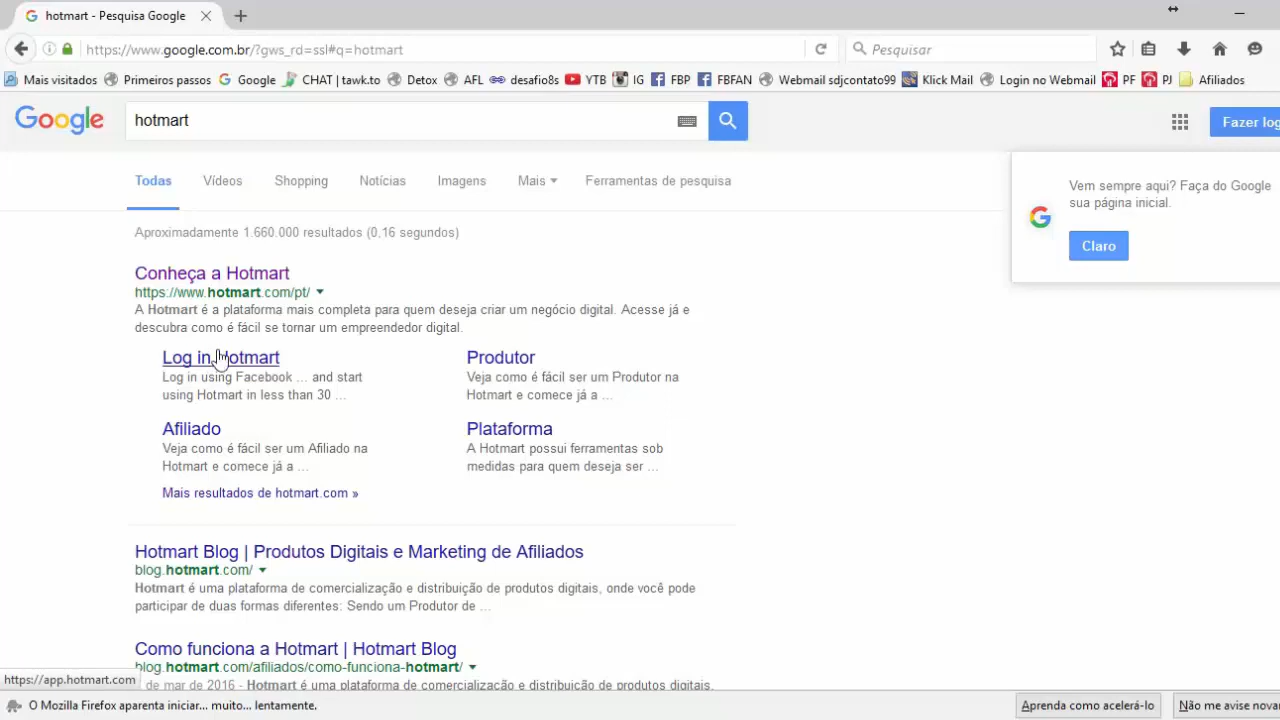 hotmart - Pesquisa Google
https://www.google.com.br/?gws_rd=ssl#q=hotmart
Pesquisar
Mais visitados Primeiros passos Google CHAT | tawk.to Detox AFL desafio8s YTB IG FBP FBFAN Webmail sdjcontato99 Klick Mail Login no Webmail PF PJ Afiliados
Google
hotmart
Fazer log
Todas Vídeos Shopping Notícias Imagens Mais Ferramentas de pesquisa
Vem sempre aqui? Faça do Google
sua página inicial.
Claro
Aproximadamente 1.660.000 resultados (0,16 segundos)
Conheça a Hotmart
https://www.hotmart.com/pt/
A Hotmart é a plataforma mais completa para quem deseja criar um negócio digital. Acesse já e
descubra como é fácil se tornar um empreendedor digital.
Log in Hotmart
Log in using Facebook ... and start
using Hotmart in less than 30 ...
Produtor
Veja como é fácil ser um Produtor na
Hotmart e comece já a ...
Afiliado
Veja como é fácil ser um Afiliado na
Hotmart e comece já a ...
Plataforma
A Hotmart possui ferramentas sob
medidas para quem deseja ser ...
Mais resultados de hotmart.com »
Hotmart Blog | Produtos Digitais e Marketing de Afiliados
blog.hotmart.com/
Hotmart é uma plataforma de comercialização e distribuição de produtos digitais, onde você pode
participar de duas formas diferentes: Sendo um Produtor de ...
Como funciona a Hotmart | Hotmart Blog
blog.hotmart.com/afiliados/como-funciona-hotmart/
de mar de 2016 - Hotmart é uma plataforma de comercialização e distribuição de produtos digitais.
https://app.hotmart.com
O Mozilla Firefox aparenta iniciar... muito... lentamente.
Aprenda como acelerá-lo
Não me avise nova